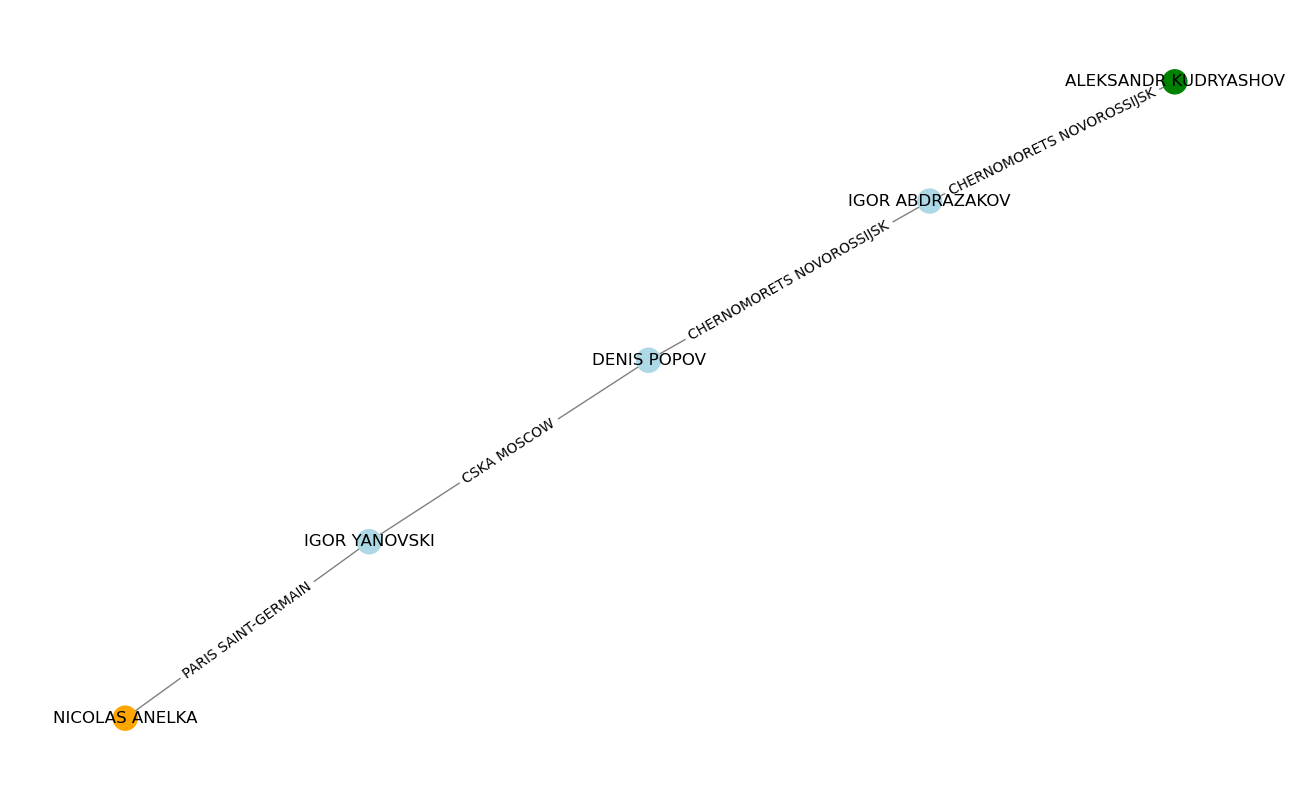 ALEKSANDR KUDRYASHOV
CHERNOMORETS NOVOROSSIJSK
IGOR ABDRAZAKOV
CHERNOMORETS NOVOROSSIJSK
DENIS POPOV
CSKA MOSCOW
IGOR YANOVSKI
PARIS SAINT-GERMAIN
NICOLAS ANELKA